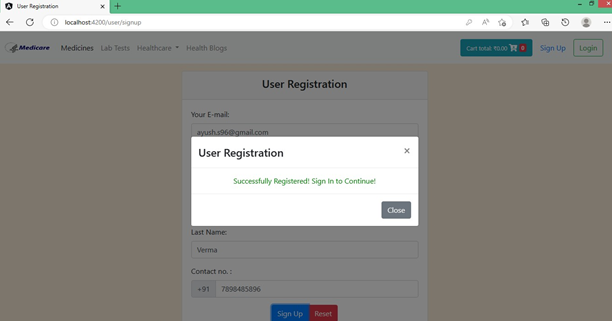 User Registration
localhost:4200/user/signup
Medicare Medicines Lab Tests Healthcare Health Blogs Cart total: ₹0.00 0 Sign Up Login
User Registration
Your E-mail:
ayush.s96@gmail.com
User Registration ×
Successfully Registered! Sign In to Continue!
Close
Last Name:
Verma
Contact no. :
+91 7898485896
Sign Up Reset